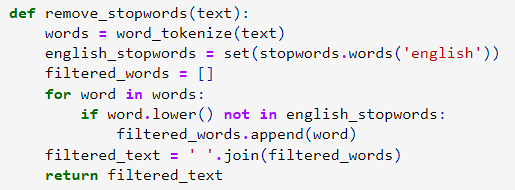 def remove_stopwords(text):
    words = word_tokenize(text)
    english_stopwords = set(stopwords.words('english'))
    filtered_words = []
    for word in words:
        if word.lower() not in english_stopwords:
            filtered_words.append(word)
    filtered_text = ' '.join(filtered_words)
    return filtered_text